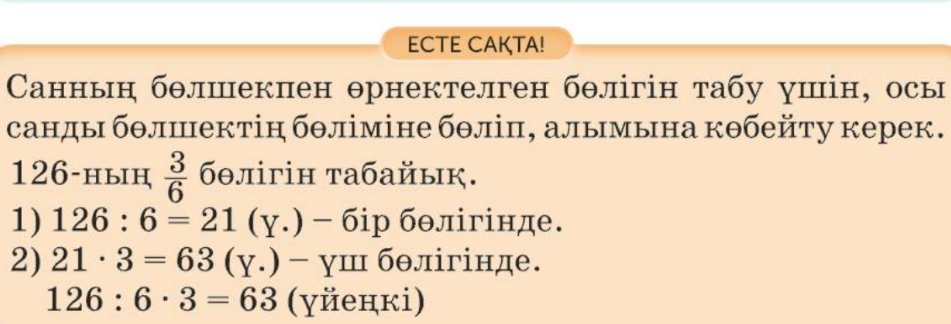 ЕСТЕ САҚТА!
Санның бөлшекпен өрнектелген бөлігін табу үшін, осы
санды бөлшектің бөліміне бөліп, алымына көбейту керек.
126-ның 3/6 бөлігін табайық.
1) 126 : 6 = 21 (ү.) – бір бөлігінде.
2) 21 · 3 = 63 (ү.) – үш бөлігінде.
126 : 6 · 3 = 63 (үйеңкі)